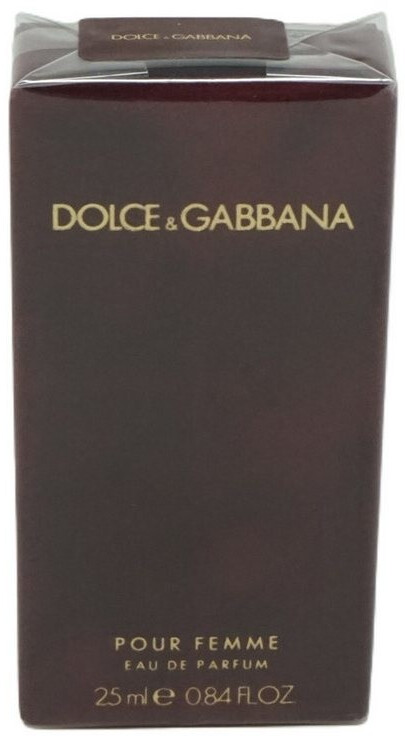 DOLCE & GABBANA
DOLCE & GABBANA
POUR FEMME
EAU DE PARFUM
25 ml e 0.84 FL.OZ.